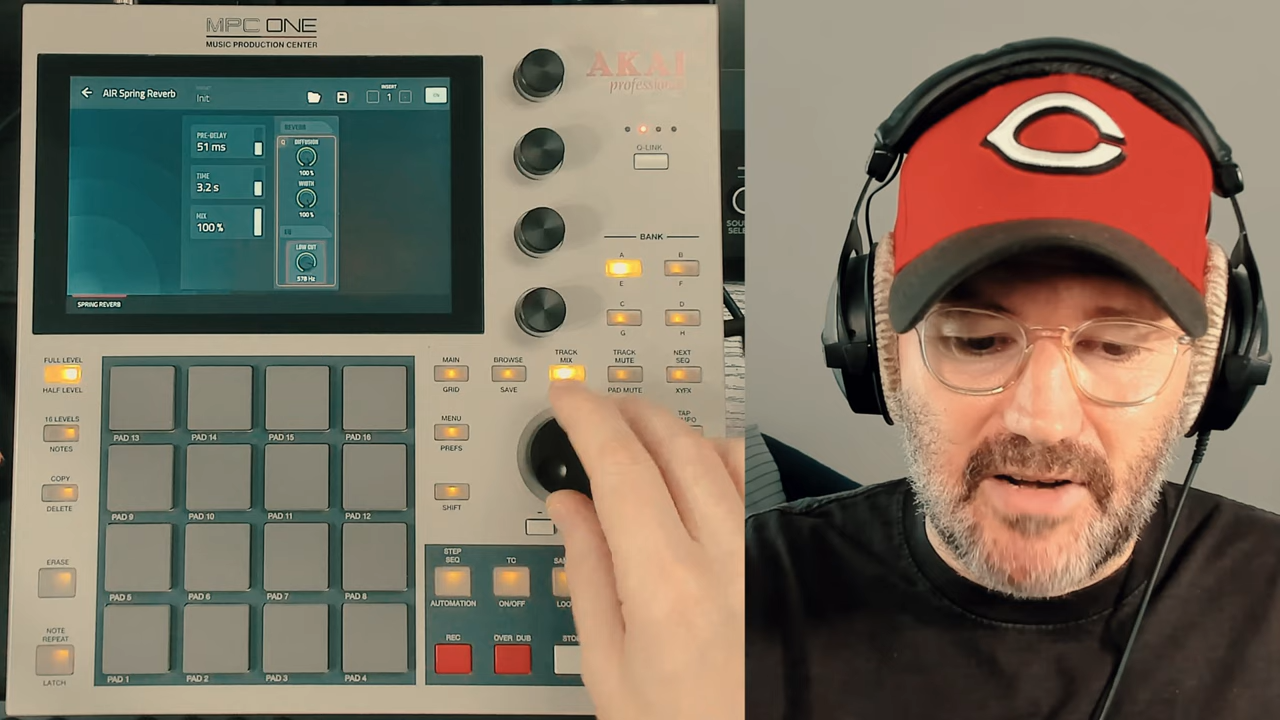 MPC ONE
MUSIC PRODUCTION CENTER
AKAI
professional
AIR Spring Reverb
Init
INSERT
1
PRE-DELAY
51 ms
TIME
3.2 s
MIX
100 %
REVERB
DIFFUSION
100 %
WIDTH
100 %
EQ
LOW CUT
578 Hz
SPRING REVERB
Q-LINK
BANK
A
B
E
F
C
D
G
H
FULL LEVEL
HALF LEVEL
16 LEVELS
NOTES
COPY
DELETE
ERASE
NOTE
REPEAT
LATCH
PAD 13
PAD 14
PAD 15
PAD 16
PAD 9
PAD 10
PAD 11
PAD 12
PAD 5
PAD 6
PAD 7
PAD 8
PAD 1
PAD 2
PAD 3
PAD 4
MAIN
GRID
BROWSE
SAVE
TRACK
MIX
TRACK
MUTE
PAD MUTE
NEXT
SEQ
XYFX
MENU
PREFS
SHIFT
STEP
SEQ
AUTOMATION
TC
ON/OFF
REC
OVER DUB
C